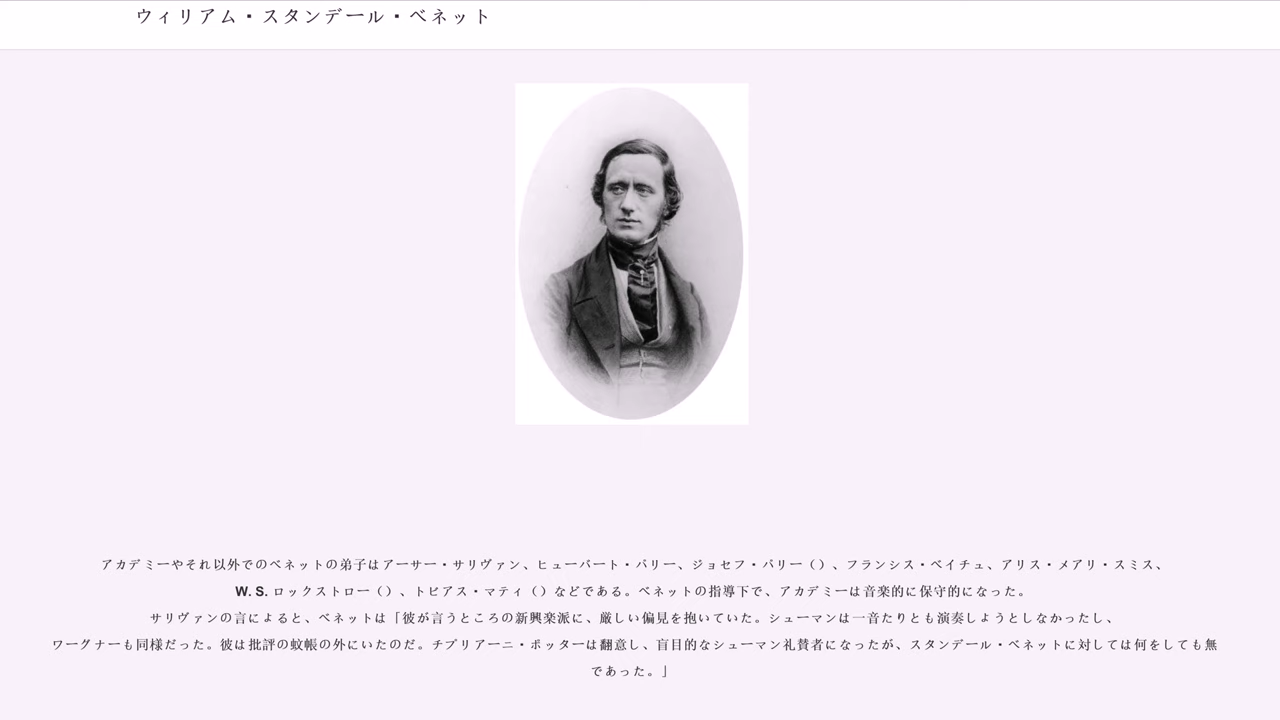 ウィリアム・スタンデール・ベネット
アカデミーやそれ以外でのベネットの弟子はアーサー・サリヴァン、ヒューバート・パリー、ジョセフ・パリー（）、フランシス・ベイチュ、アリス・メアリ・スミス、
W. S. ロックストロー（）、トビアス・マティ（）などである。ベネットの指導下で、アカデミーは音楽的に保守的になった。
サリヴァンの言によると、ベネットは「彼が言うところの新興楽派に、厳しい偏見を抱いていた。シューマンは一音たりとも演奏しようとしなかったし、
ワーグナーも同様だった。彼は批評の蚊帳の外にいたのだ。チプリアーニ・ポッターは翻意し、盲目的なシューマン礼賛者になったが、スタンデール・ベネットに対しては何をしても無
であった。」